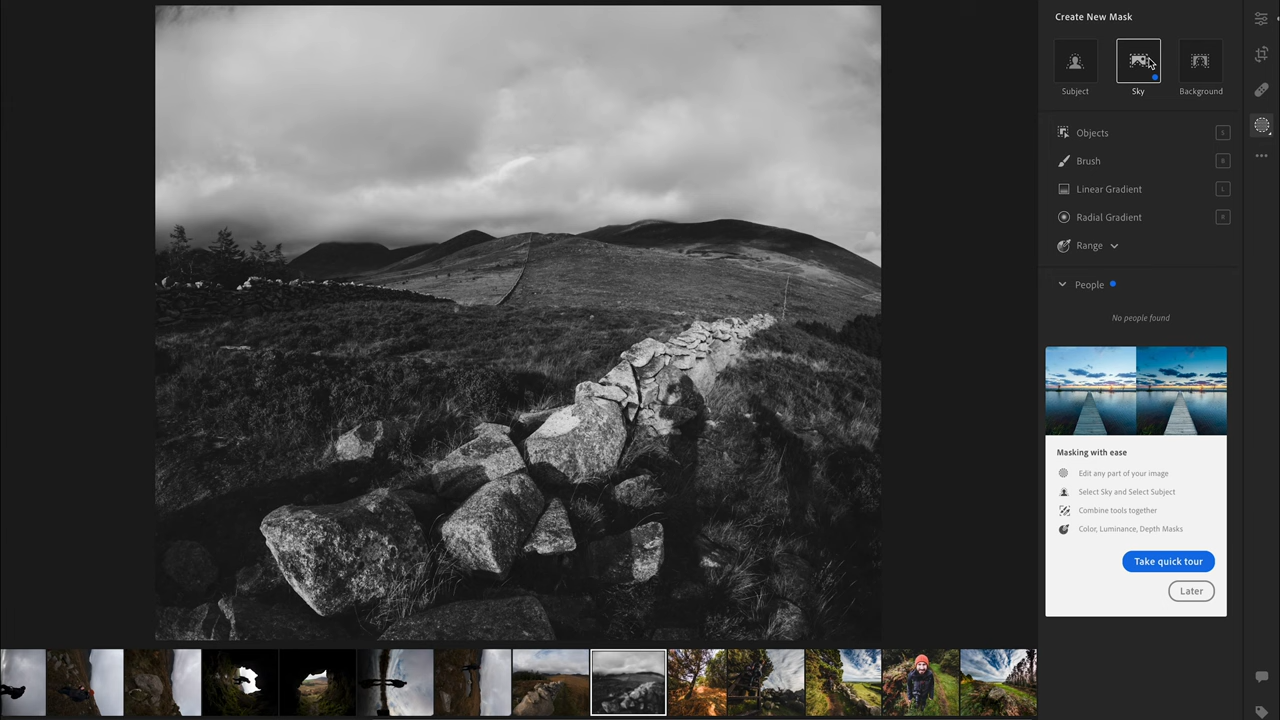 Create New Mask
Subject
Sky
Background
Objects
Brush
B
Linear Gradient
L
Radial Gradient
R
Range
People
No people found
Masking with ease
Edit any part of your image
Select Sky and Select Subject
Combine tools together
Color, Luminance, Depth Masks
Take quick tour
Later